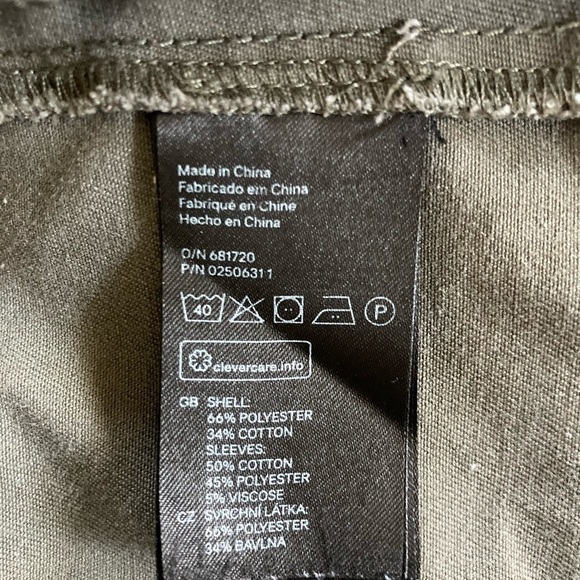 Made in China
Fabricado em China
Fabriqué en Chine
Hecho en China
O/N 681720
P/N 02506311
40 P
clevercare.info
GB SHELL:
66% POLYESTER
34% COTTON
SLEEVES:
50% COTTON
45% POLYESTER
5% VISCOSE
CZ SVRCHNÍ LÁTKA:
66% POLYESTER
34% BAVLNA